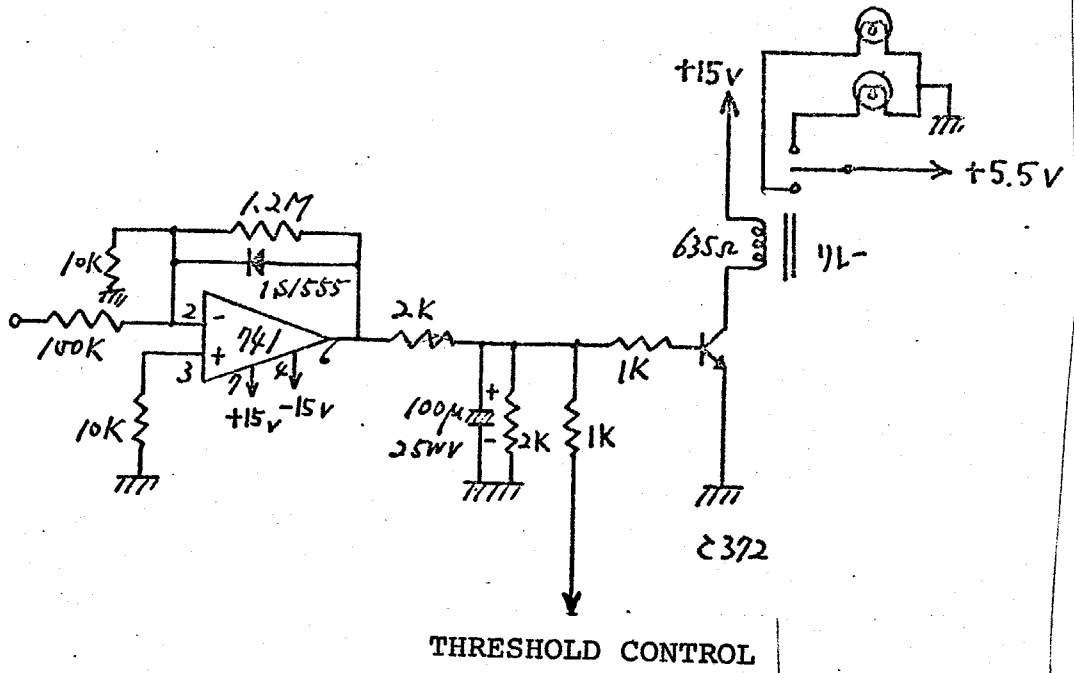 +15V
+5.5V
635Ω
リレー
1.2M
10K
1S1555
100K
2
-
741
6
+
3
7
4
+15V
-15V
10K
2K
100μ
25WV
+
-
2K
1K
1K
C372
THRESHOLD CONTROL